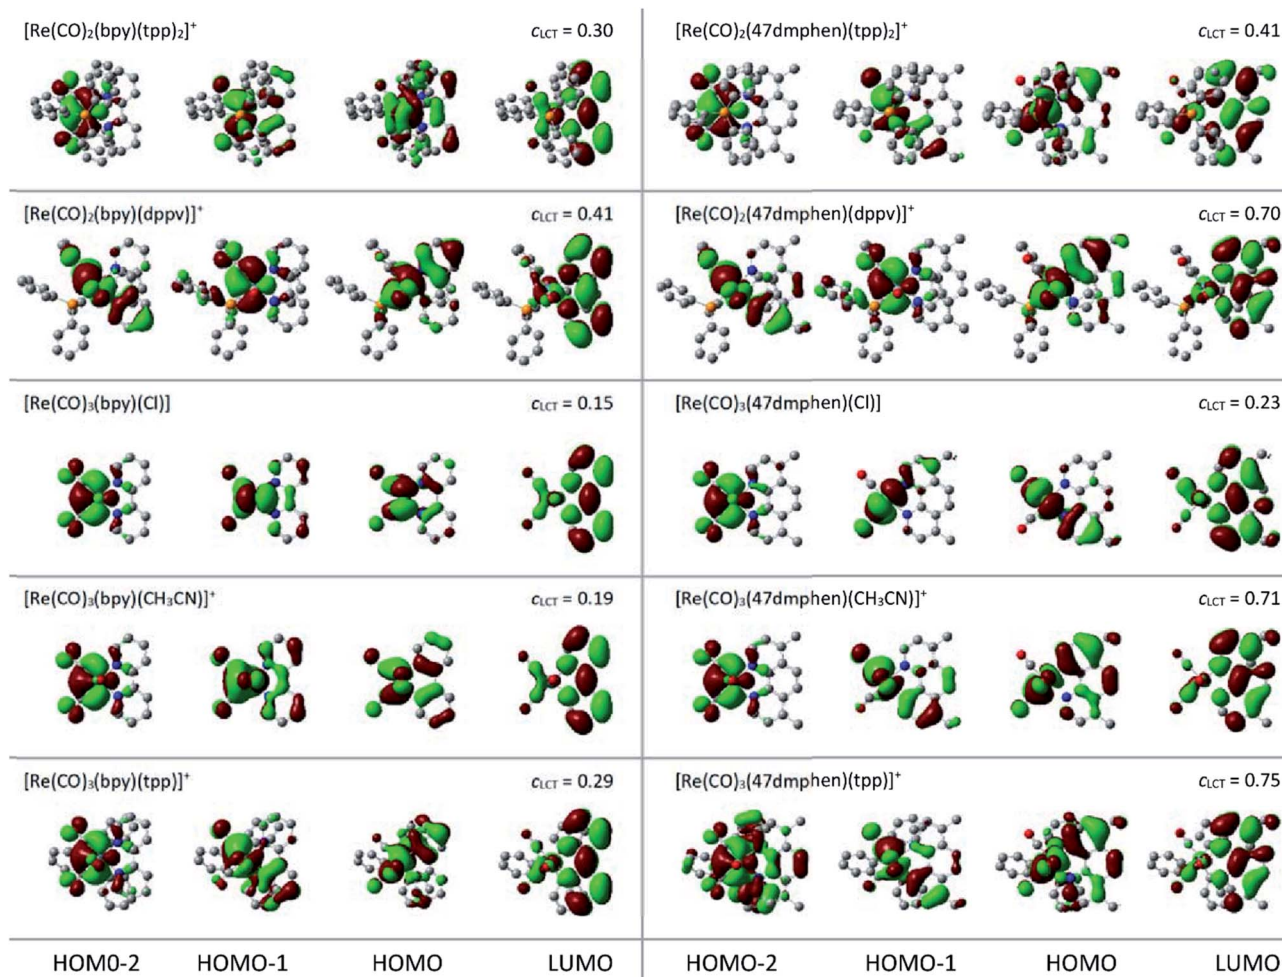 [Re(CO)₂(bpy)(tpp)₂]⁺ cLCT = 0.30
[Re(CO)₂(47dmphen)(tpp)₂]⁺ cLCT = 0.41
[Re(CO)₂(bpy)(dppv)]⁺ cLCT = 0.41
[Re(CO)₂(47dmphen)(dppv)]⁺ cLCT = 0.70
[Re(CO)₃(bpy)(Cl)] cLCT = 0.15
[Re(CO)₃(47dmphen)(Cl)] cLCT = 0.23
[Re(CO)₃(bpy)(CH₃CN)]⁺ cLCT = 0.19
[Re(CO)₃(47dmphen)(CH₃CN)]⁺ cLCT = 0.71
[Re(CO)₃(bpy)(tpp)]⁺ cLCT = 0.29
[Re(CO)₃(47dmphen)(tpp)]⁺ cLCT = 0.75
HOM0-2 HOMO-1 HOMO LUMO HOMO-2 HOMO-1 HOMO LUMO